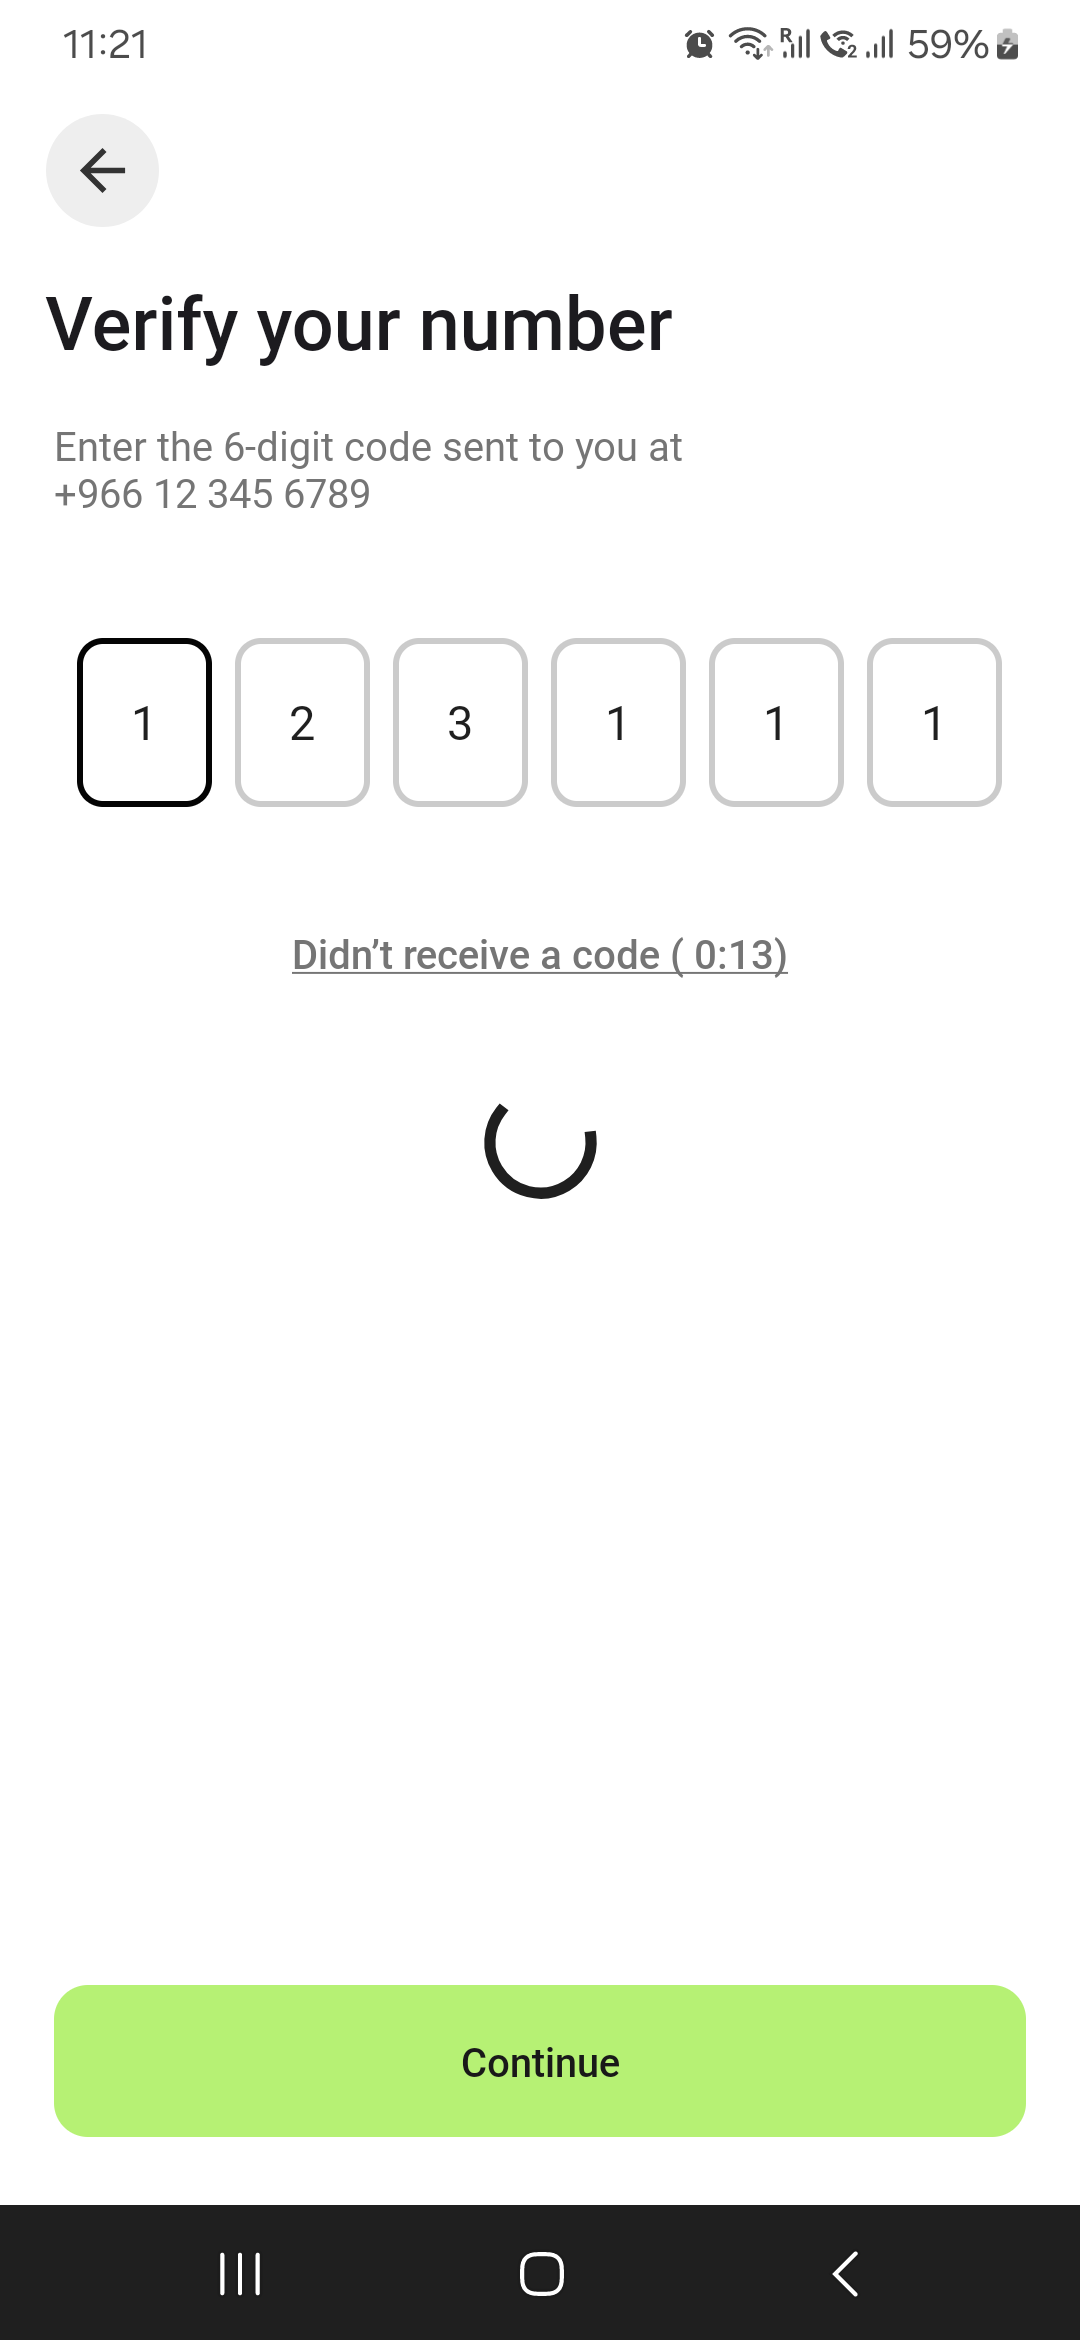 11:21
R 2 59%
Verify your number
Enter the 6-digit code sent to you at
+966 12 345 6789
1 2 3 1 1 1
Didn’t receive a code ( 0:13)
Continue